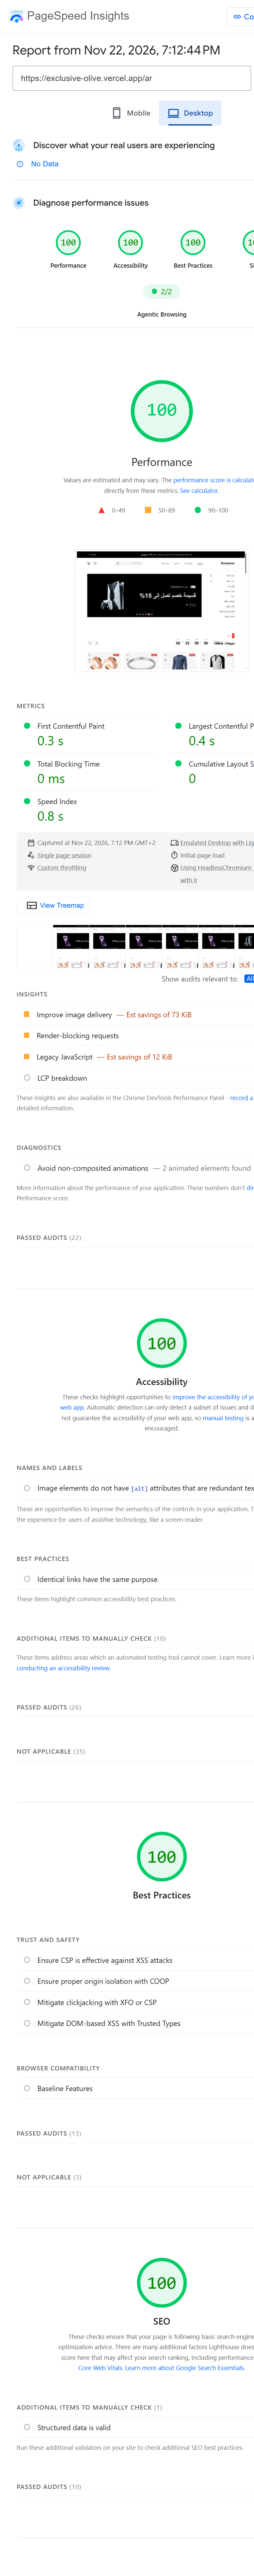 PageSpeed Insights
Co
Report from Nov 22, 2026, 7:12:44 PM
https://exclusive-olive.vercel.app/ar
Mobile
Desktop
Discover what your real users are experiencing
No Data
Diagnose performance issues
100
100
100
Performance
Accessibility
Best Practices
2/2
Agentic Browsing
100
Performance
Values are estimated and may vary. The performance score is calculat
directly from these metrics. See calculator.
0–49
50–89
90–100
Exclusive
قسيمة خصم تصل إلى 15%
METRICS
First Contentful Paint
0.3 s
Largest Contentful P
0.4 s
Total Blocking Time
0 ms
Cumulative Layout S
0
Speed Index
0.8 s
Captured at Nov 22, 2026, 7:12 PM GMT+2
Emulated Desktop with Lig
Single page session
Initial page load
Custom throttling
Using HeadlessChromium
with lr
View Treemap
Show audits relevant to:
All
INSIGHTS
Improve image delivery — Est savings of 73 KiB
Render-blocking requests
Legacy JavaScript — Est savings of 12 KiB
LCP breakdown
These insights are also available in the Chrome DevTools Performance Panel - record a
detailed information.
DIAGNOSTICS
Avoid non-composited animations — 2 animated elements found
More information about the performance of your application. These numbers don't dir
Performance score.
PASSED AUDITS (22)
100
Accessibility
These checks highlight opportunities to improve the accessibility of yo
web app. Automatic detection can only detect a subset of issues and d
not guarantee the accessibility of your web app, so manual testing is a
encouraged.
NAMES AND LABELS
Image elements do not have [alt] attributes that are redundant tex
These are opportunities to improve the semantics of the controls in your application. T
the experience for users of assistive technology, like a screen reader.
BEST PRACTICES
Identical links have the same purpose.
These items highlight common accessibility best practices.
ADDITIONAL ITEMS TO MANUALLY CHECK (10)
These items address areas which an automated testing tool cannot cover. Learn more i
conducting an accessibility review.
PASSED AUDITS (26)
NOT APPLICABLE (35)
100
Best Practices
TRUST AND SAFETY
Ensure CSP is effective against XSS attacks
Ensure proper origin isolation with COOP
Mitigate clickjacking with XFO or CSP
Mitigate DOM-based XSS with Trusted Types
BROWSER COMPATIBILITY
Baseline Features
PASSED AUDITS (13)
NOT APPLICABLE (3)
100
SEO
These checks ensure that your page is following basic search engine
optimization advice. There are many additional factors Lighthouse does
score here that may affect your search ranking, including performance
Core Web Vitals. Learn more about Google Search Essentials.
ADDITIONAL ITEMS TO MANUALLY CHECK (1)
Structured data is valid
Run these additional validators on your site to check additional SEO best practices.
PASSED AUDITS (10)